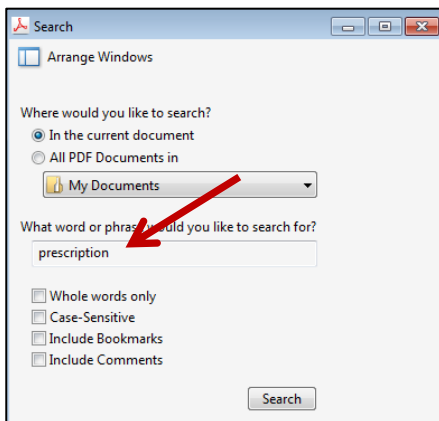 Search
Arrange Windows
Where would you like to search?
In the current document
All PDF Documents in
My Documents
What word or phrase would you like to search for?
prescription
Whole words only
Case-Sensitive
Include Bookmarks
Include Comments
Search